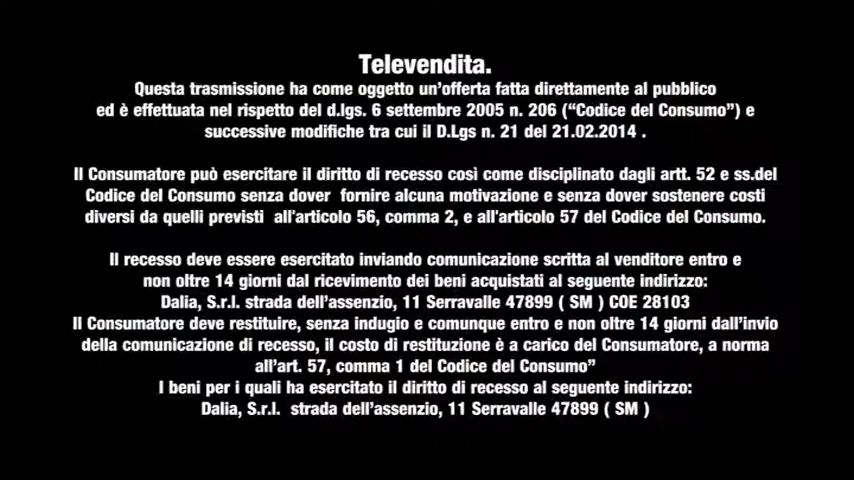 Televendita.
Questa trasmissione ha come oggetto un'offerta fatta direttamente al pubblico
ed è effettuata nel rispetto del d.lgs. 6 settembre 2005 n. 206 (“Codice del Consumo”) e
successive modifiche tra cui il D.Lgs n. 21 del 21.02.2014 .
Il Consumatore può esercitare il diritto di recesso così come disciplinato dagli artt. 52 e ss.del
Codice del Consumo senza dover fornire alcuna motivazione e senza dover sostenere costi
diversi da quelli previsti all'articolo 56, comma 2, e all'articolo 57 del Codice del Consumo.
Il recesso deve essere esercitato inviando comunicazione scritta al venditore entro e
non oltre 14 giorni dal ricevimento dei beni acquistati al seguente indirizzo:
Dalia, S.r.l. strada dell'assenzio, 11 Serravalle 47899 ( SM ) COE 28103
Il Consumatore deve restituire, senza indugio e comunque entro e non oltre 14 giorni dall'invio
della comunicazione di recesso, il costo di restituzione è a carico del Consumatore, a norma
all'art. 57, comma 1 del Codice del Consumo”
I beni per i quali ha esercitato il diritto di recesso al seguente indirizzo:
Dalia, S.r.l. strada dell'assenzio, 11 Serravalle 47899 ( SM )